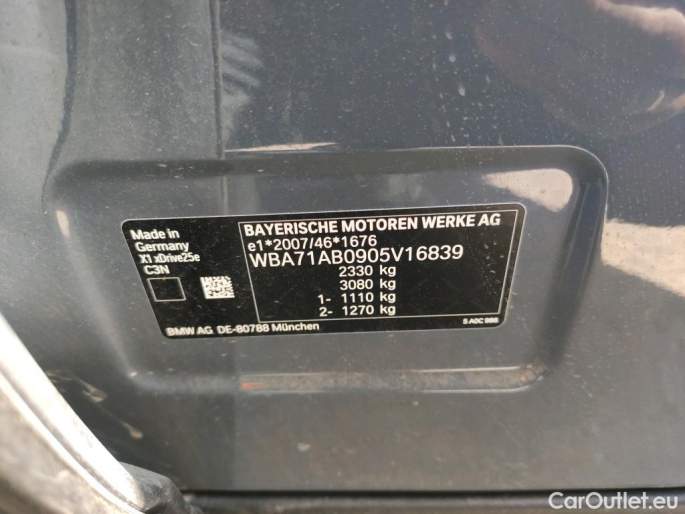 Made in
Germany
X1 xDrive25e
C3N
BAYERISCHE MOTOREN WERKE AG
e1*2007/46*1676
WBA71AB0905V16839
2330 kg
3080 kg
1- 1110 kg
2- 1270 kg
BMW AG DE-80788 München
CarOutlet.eu